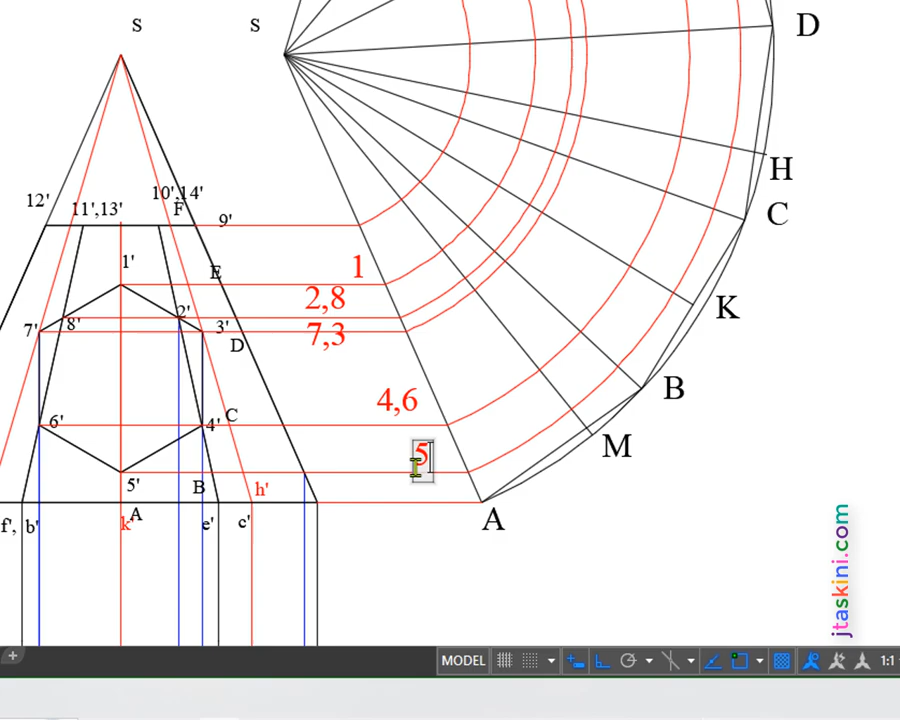 S
S
D
H
C
K
B
M
A
12'
11',13'
10',14'
F
9'
1'
E
1
2,8
2'
7'
8'
3'
7,3
D
4,6
6'
4'
C
5
5'
B
h'
A
f', b'
k'
e'
c'
jtaskini.com
+
MODEL
1:1